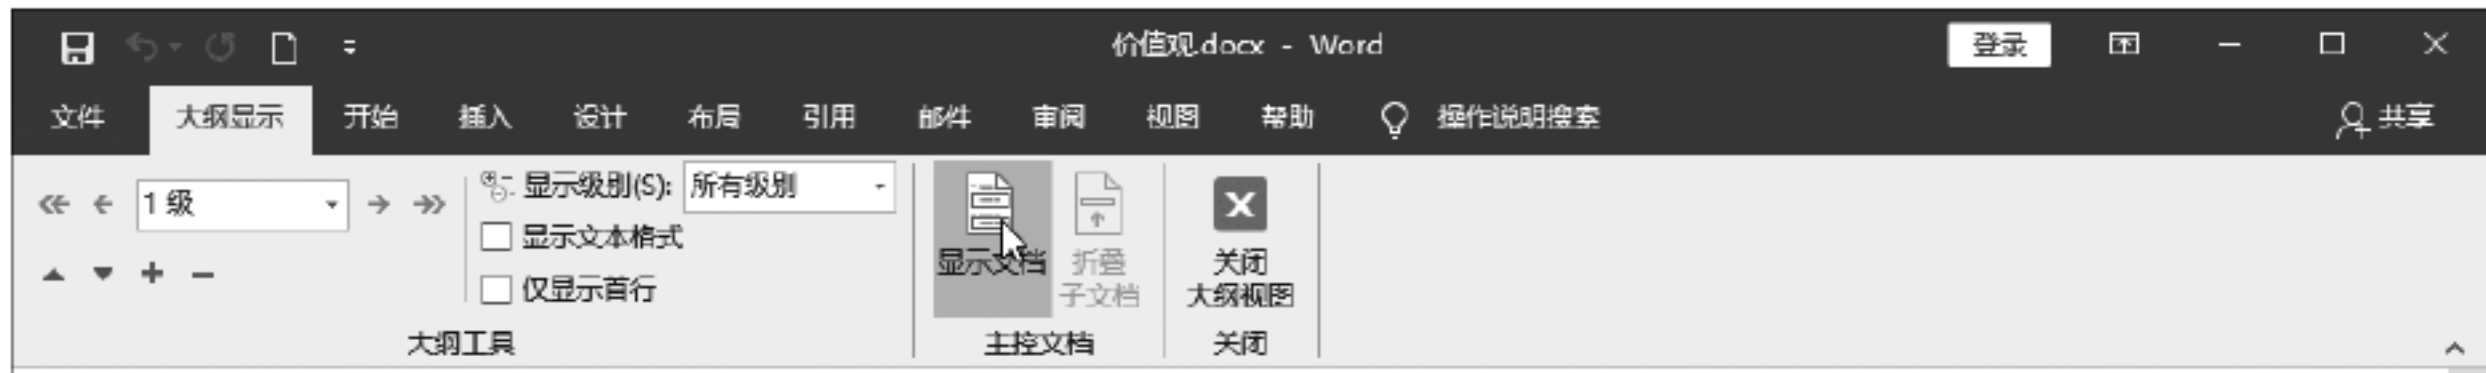 价值观.docx - Word 登录
文件 大纲显示 开始 插入 设计 布局 引用 邮件 审阅 视图 帮助 操作说明搜索 共享
1 级 显示级别(S): 所有级别
显示文本格式
仅显示首行
显示文档 折叠 子文档 关闭 大纲视图
大纲工具 主控文档 关闭